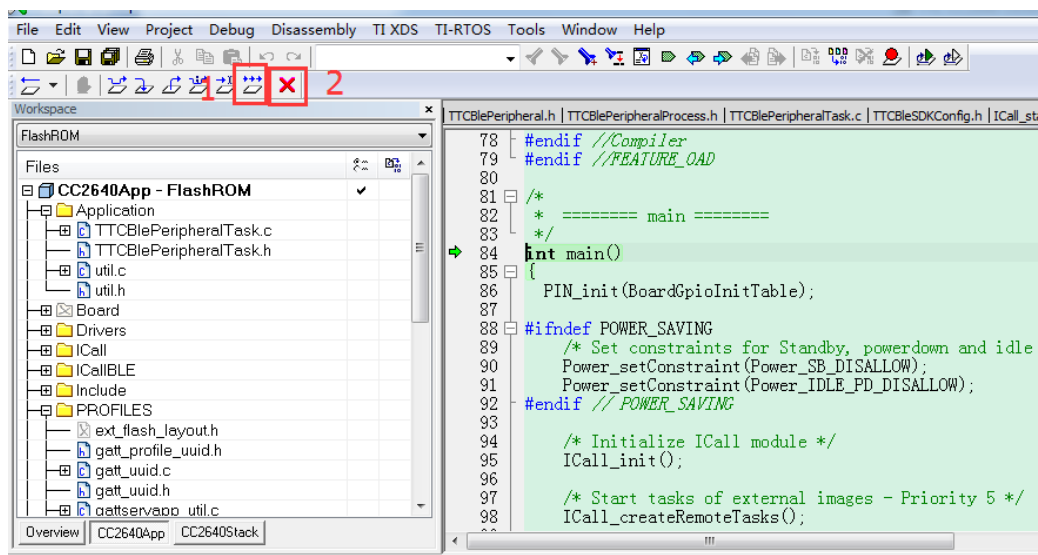 File Edit View Project Debug Disassembly TI XDS TI-RTOS Tools Window Help
1 2
Workspace
TTCBlePeripheral.h | TTCBlePeripheralProcess.h | TTCBlePeripheralTask.c | TTCBleSDKConfig.h | ICall_sta
FlashROM
Files
CC2640App - FlashROM
Application
TTCBlePeripheralTask.c
TTCBlePeripheralTask.h
util.c
util.h
Board
Drivers
ICall
ICallBLE
Include
PROFILES
ext_flash_layout.h
gatt_profile_uuid.h
gatt_uuid.c
gatt_uuid.h
gattservapp_util.c
Overview CC2640App CC2640Stack
78 #endif //Compiler
79 #endif //FEATURE_OAD
80
81 /*
82 * ======== main ========
83 */
84 int main()
85 {
86 PIN_init(BoardGpioInitTable);
87
88 #ifndef POWER_SAVING
89 /* Set constraints for Standby, powerdown and idle
90 Power_setConstraint(Power_SB_DISALLOW);
91 Power_setConstraint(Power_IDLE_PD_DISALLOW);
92 #endif // POWER_SAVING
93
94 /* Initialize ICall module */
95 ICall_init();
96
97 /* Start tasks of external images - Priority 5 */
98 ICall_createRemoteTasks();